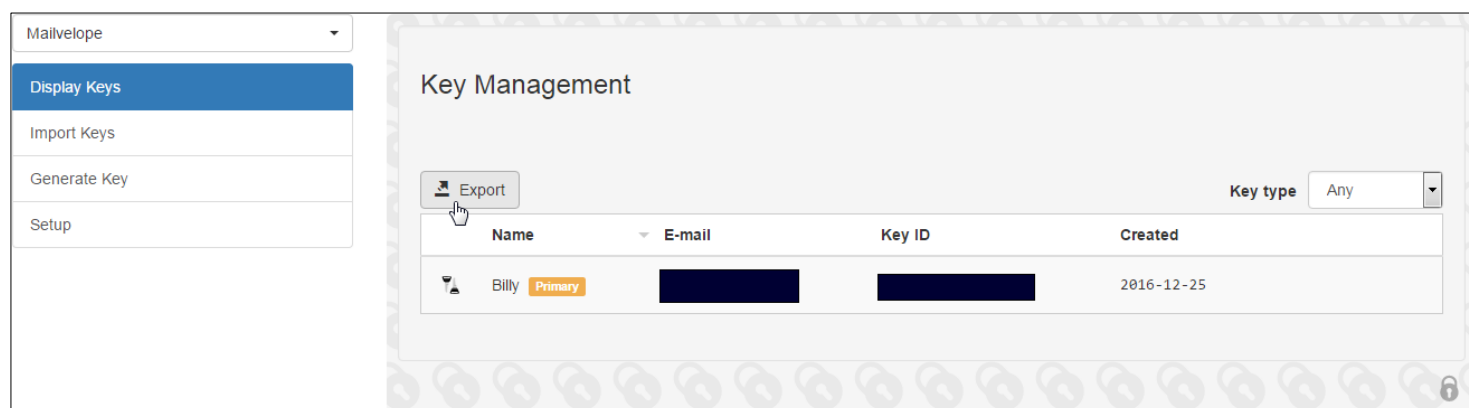 Mailvelope
Display Keys
Import Keys
Generate Key
Setup
Key Management
Export
Key type Any
Name E-mail Key ID Created
Billy Primary 2016-12-25